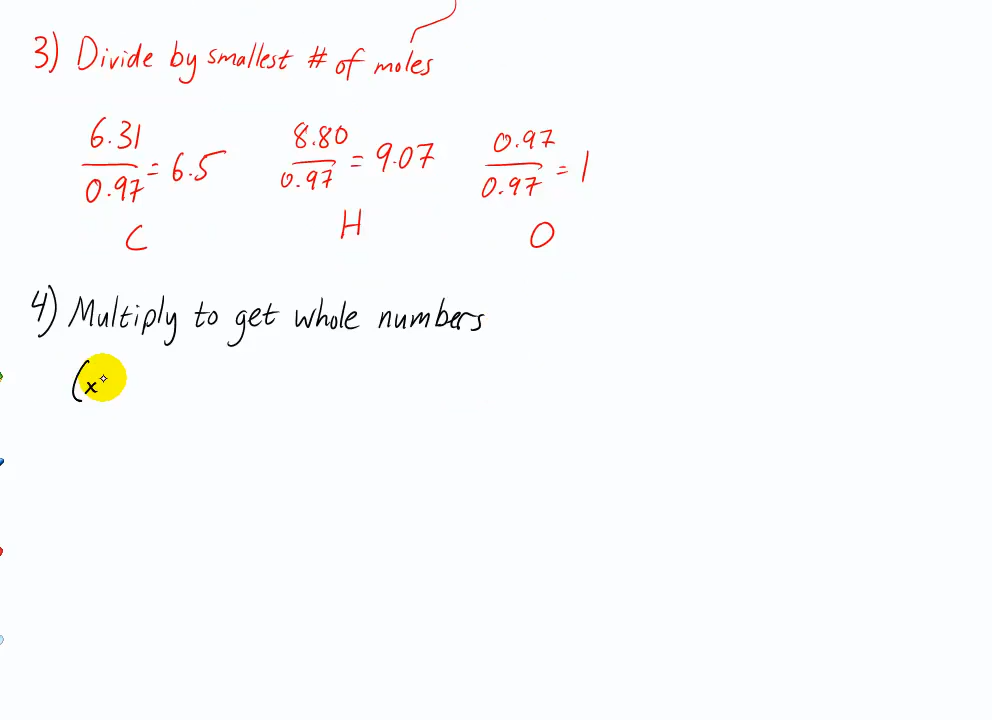 3) Divide by smallest # of moles
6.31/0.97 = 6.5 8.80/0.97 = 9.07 0.97/0.97 = 1
C H O
4) Multiply to get whole numbers
(x